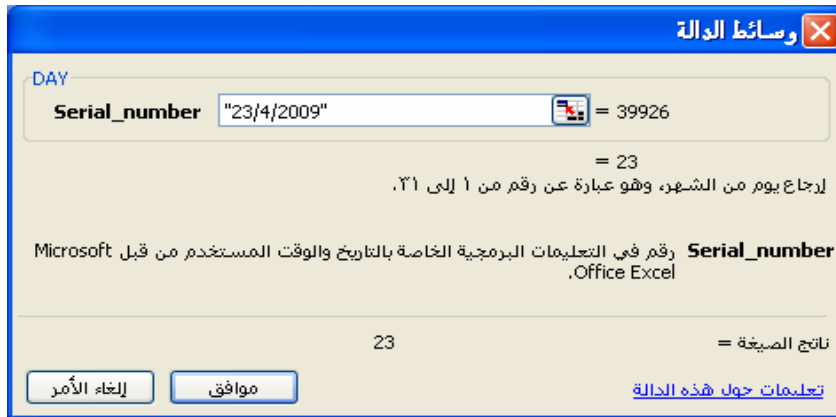 وسائط الدالة
DAY
Serial_number "23/4/2009" = 39926
= 23
إرجاع يوم من الشهر، وهو عبارة عن رقم من ١ إلى ٣١.
Serial_number رقم في التعليمات البرمجية الخاصة بالتاريخ والوقت المستخدم من قبل Microsoft
Office Excel.
ناتج الصيغة = 23
تعليمات حول هذه الدالة موافق إلغاء الأمر